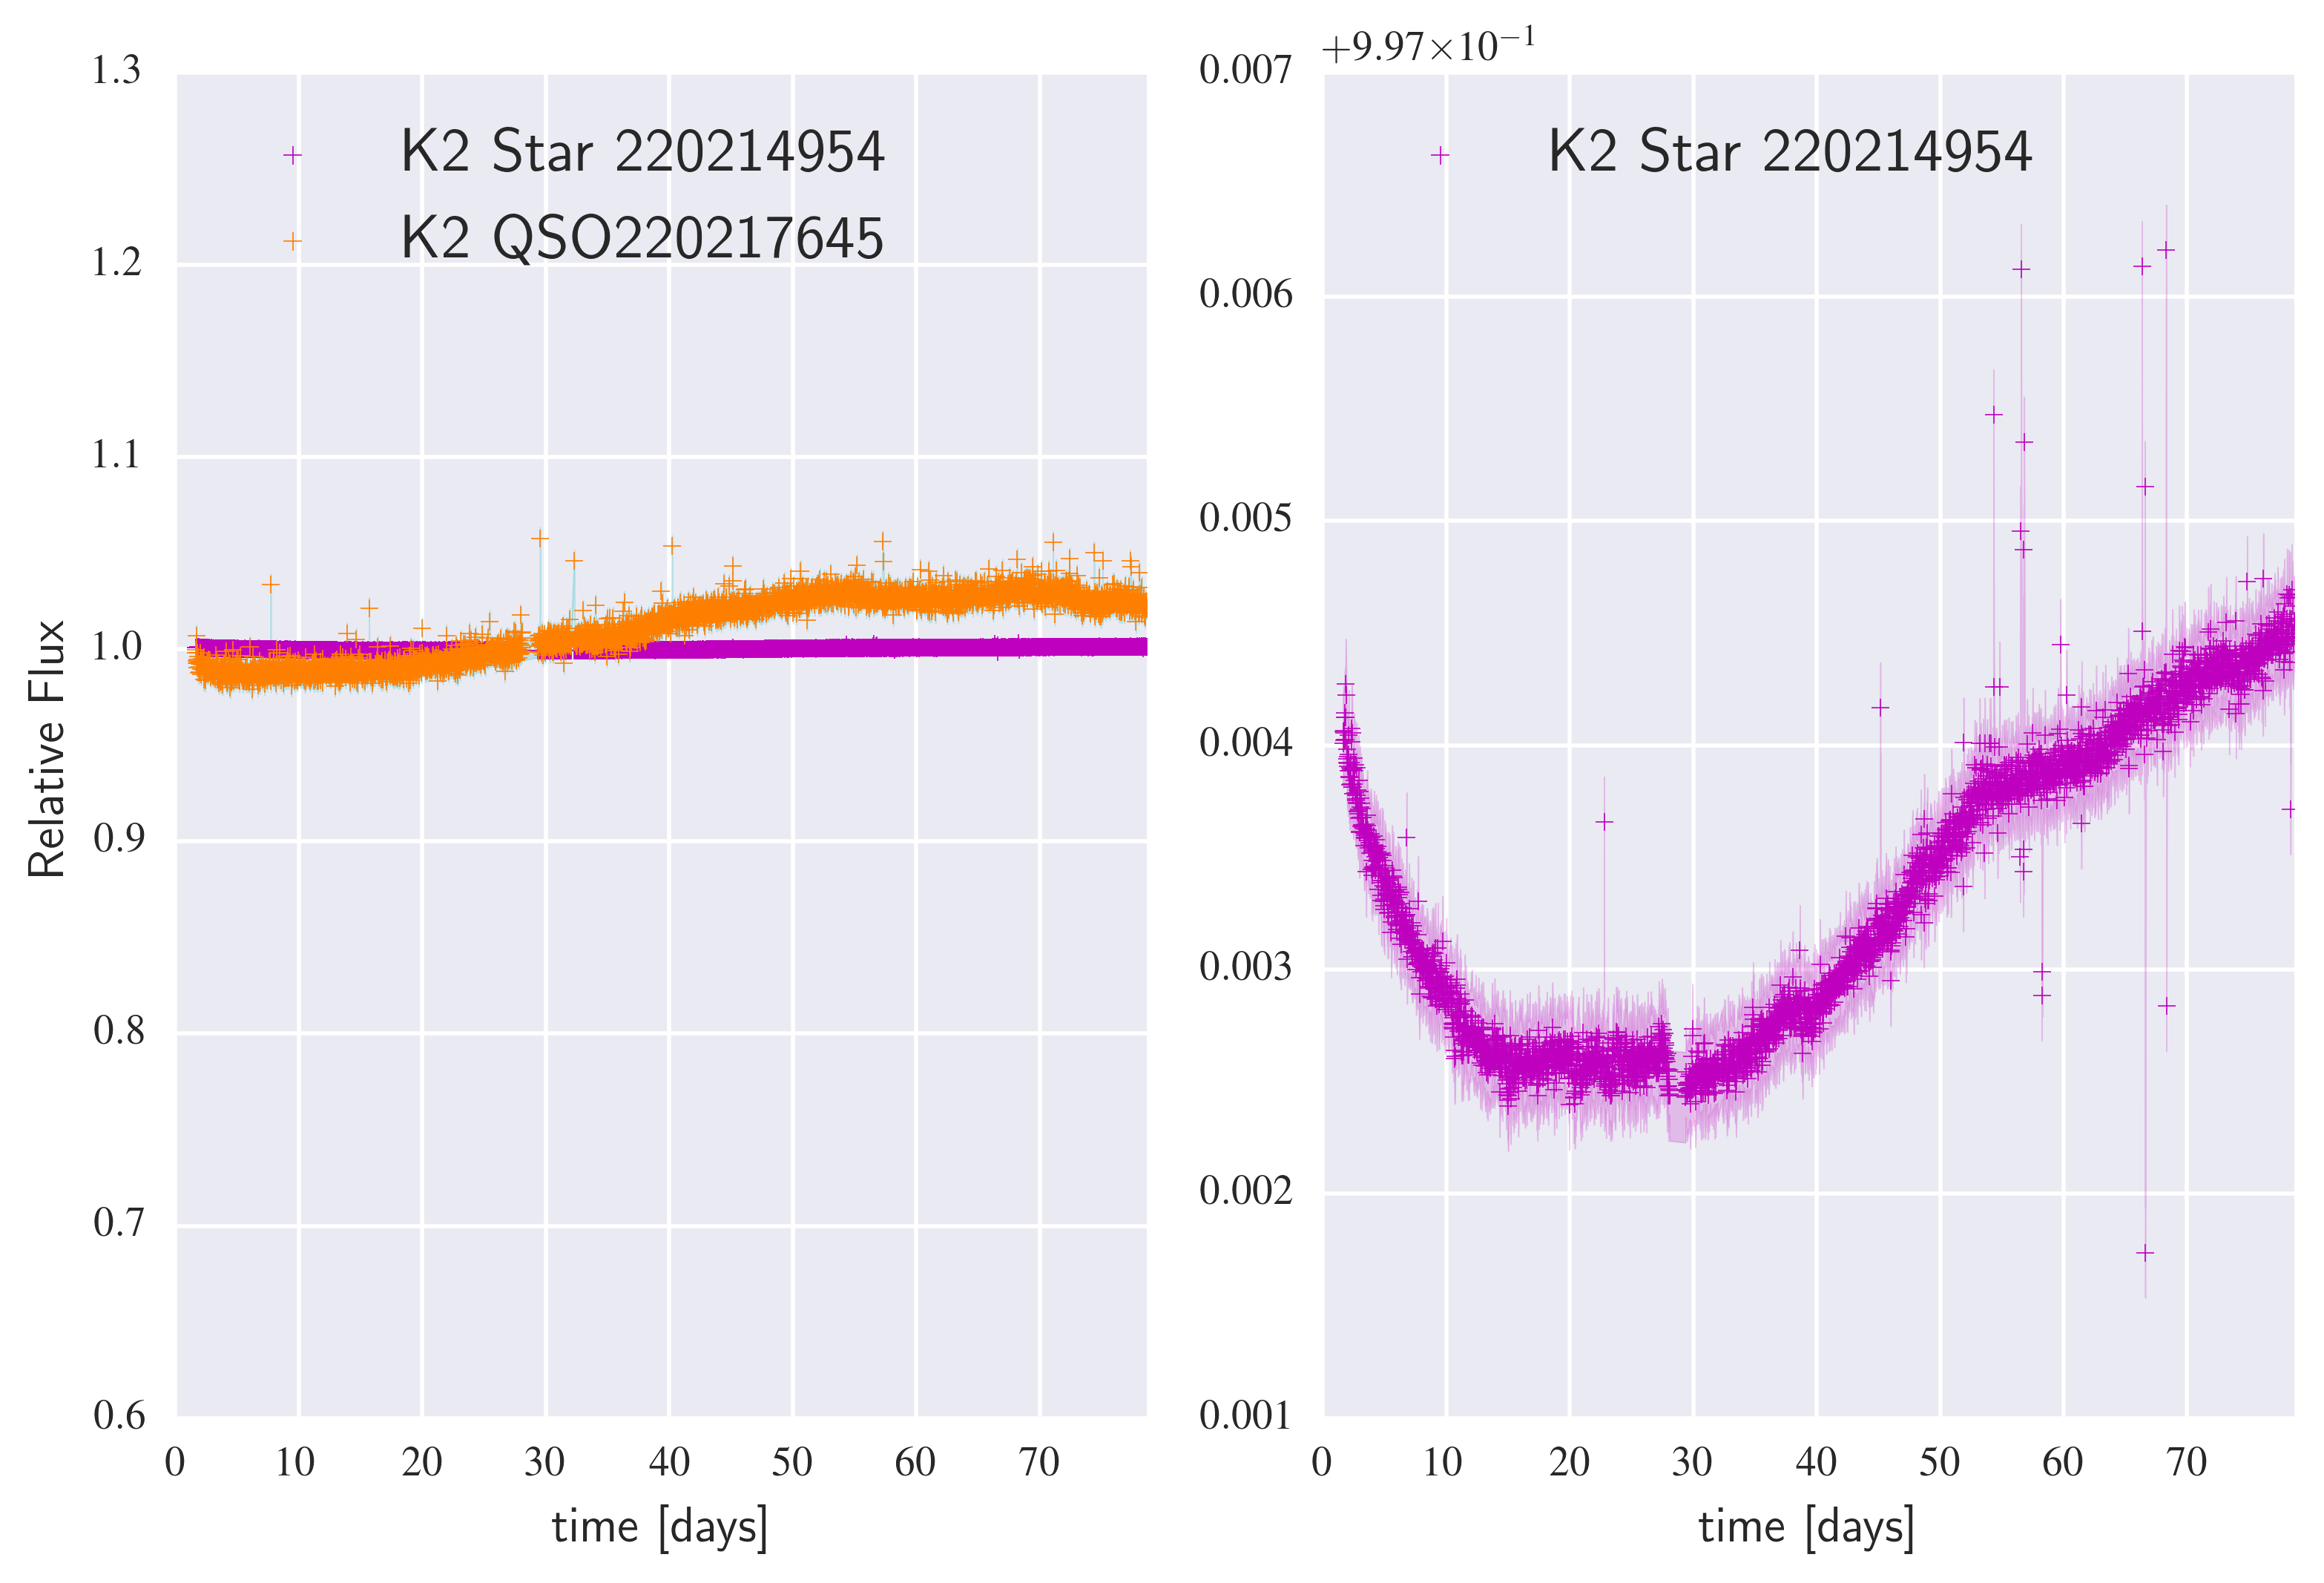 +9.97×10⁻¹
1.3
1.2
1.1
1.0
0.9
0.8
0.7
0.6
Relative Flux
K2 Star 220214954
K2 QSO220217645
0 10 20 30 40 50 60 70
time [days]
0.007
0.006
0.005
0.004
0.003
0.002
0.001
K2 Star 220214954
0 10 20 30 40 50 60 70
time [days]